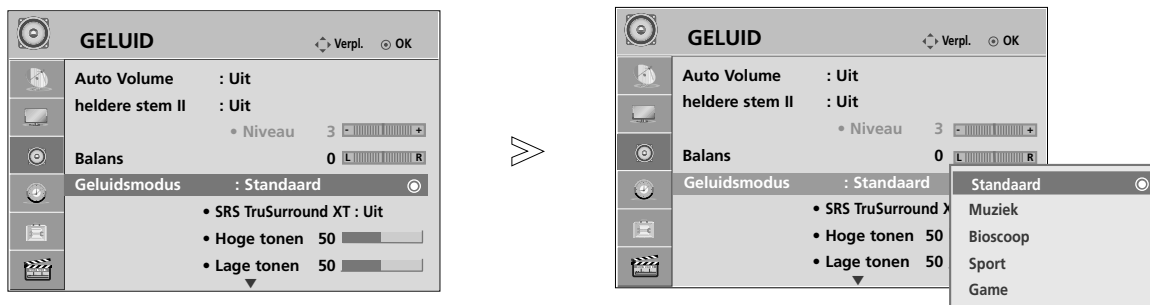 GELUID Verpl. OK
Auto Volume : Uit
heldere stem II : Uit
• Niveau 3 - +
Balans 0 L R
Geluidsmodus : Standaard
• SRS TruSurround XT : Uit
• Hoge tonen 50
• Lage tonen 50
GELUID Verpl. OK
Auto Volume : Uit
heldere stem II : Uit
• Niveau 3 - +
Balans 0 L R
Geluidsmodus : Standaard
• SRS TruSurround X
• Hoge tonen 50
• Lage tonen 50
Standaard
Muziek
Bioscoop
Sport
Game